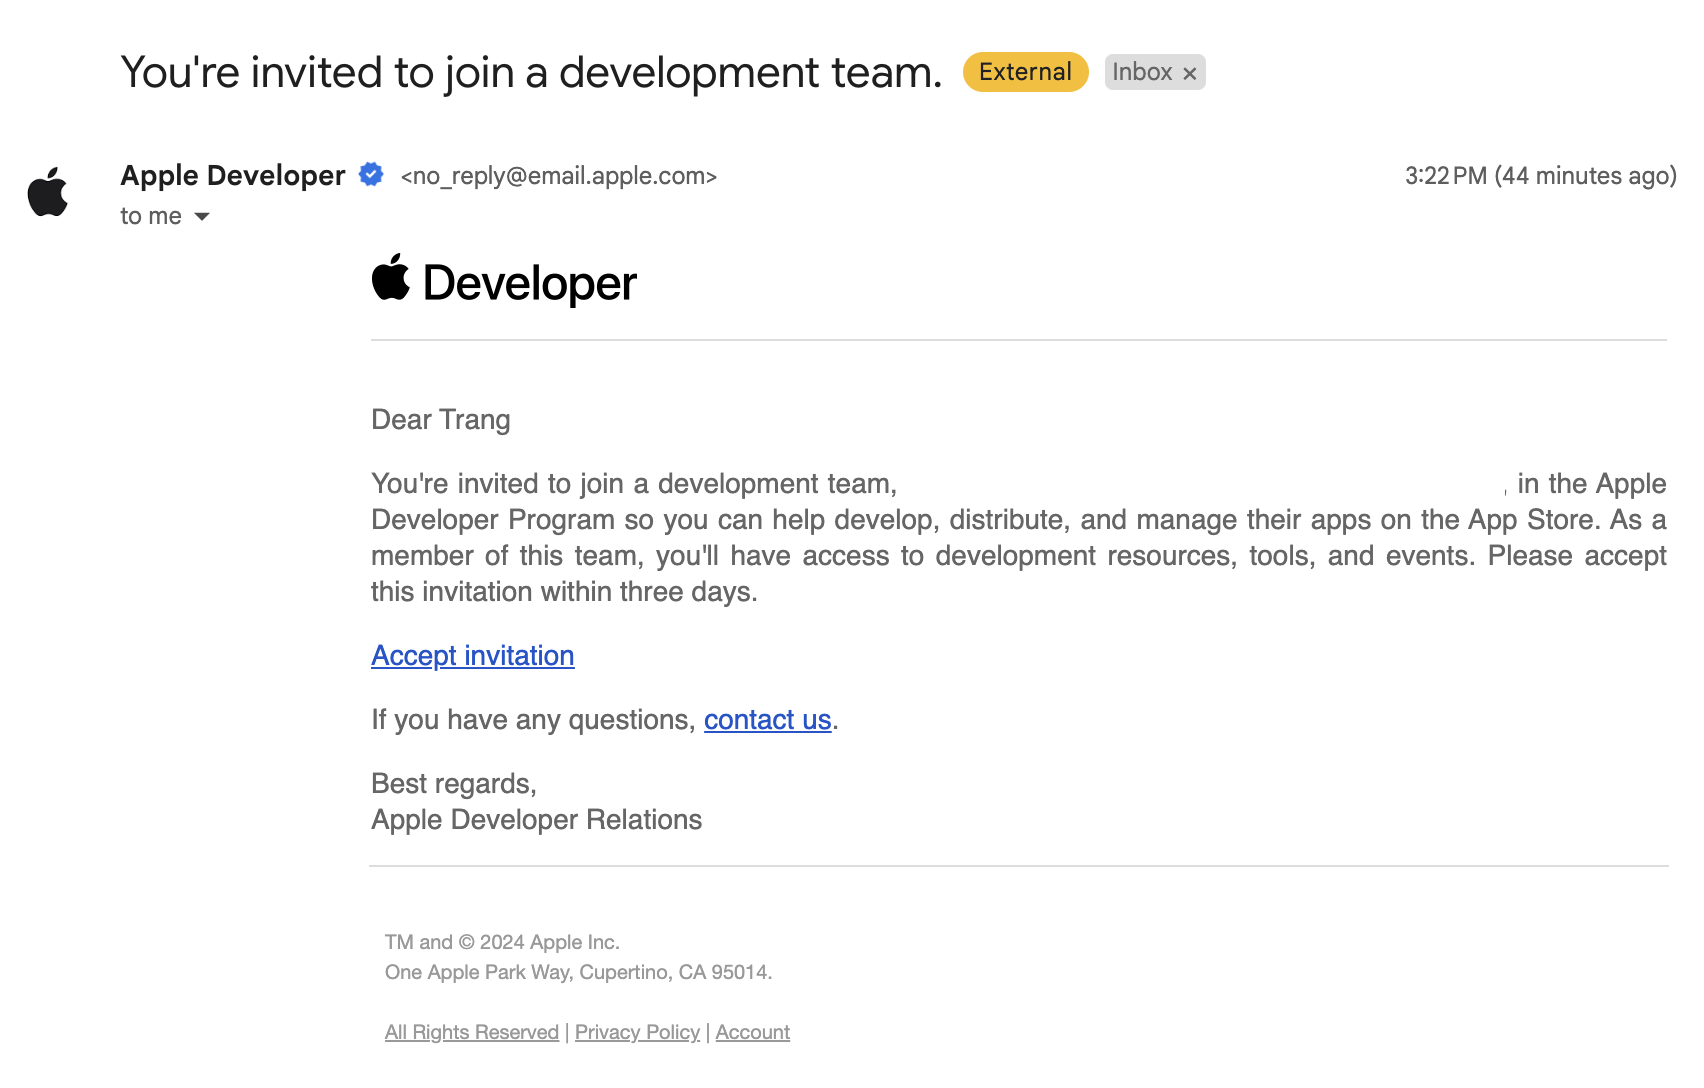 You're invited to join a development team. External Inbox ×
Apple Developer <no_reply@email.apple.com> 3:22 PM (44 minutes ago)
to me
Developer
Dear Trang
You're invited to join a development team, , in the Apple
Developer Program so you can help develop, distribute, and manage their apps on the App Store. As a
member of this team, you'll have access to development resources, tools, and events. Please accept
this invitation within three days.
Accept invitation
If you have any questions, contact us.
Best regards,
Apple Developer Relations
TM and © 2024 Apple Inc.
One Apple Park Way, Cupertino, CA 95014.
All Rights Reserved | Privacy Policy | Account